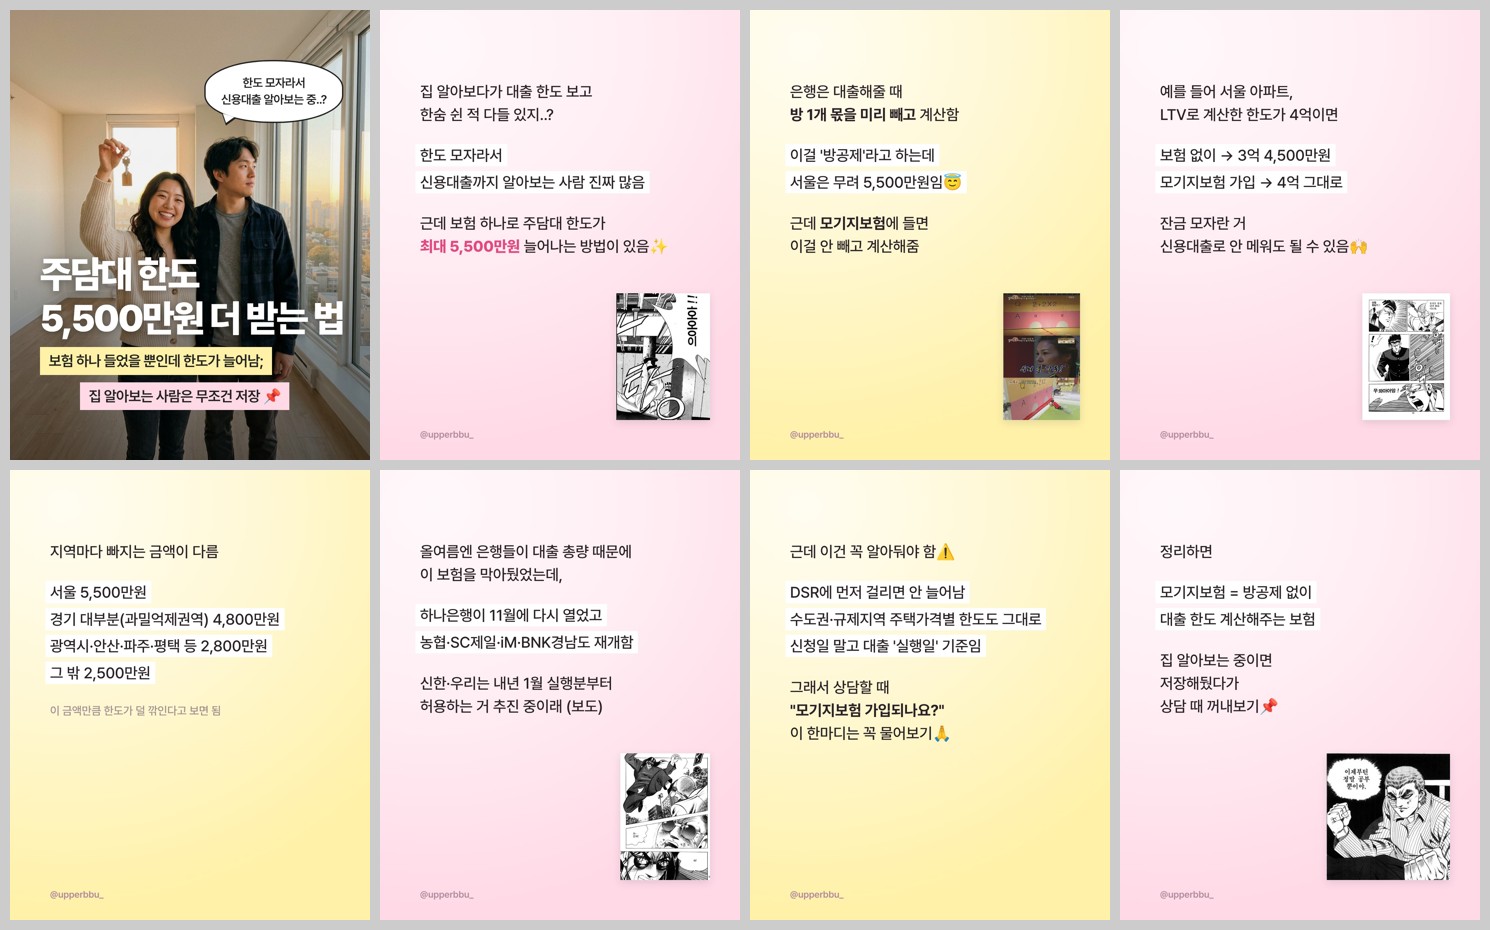 한도 모자라서
신용대출 알아보는 중..?
주담대 한도
5,500만원 더 받는 법
보험 하나 들었을 뿐인데 한도가 늘어남;
집 알아보는 사람은 무조건 저장 📌
집 알아보다가 대출 한도 보고
한숨 쉰 적 다들 있지..?
한도 모자라서
신용대출까지 알아보는 사람 진짜 많음
근데 보험 하나로 주담대 한도가
최대 5,500만원 늘어나는 방법이 있음✨
으아아아!!
@upperbbu_
은행은 대출해줄 때
방 1개 몫을 미리 빼고 계산함
이걸 '방공제'라고 하는데
서울은 무려 5,500만원임😇
근데 모기지보험에 들면
이걸 안 빼고 계산해줌
@upperbbu_
예를 들어 서울 아파트,
LTV로 계산한 한도가 4억이면
보험 없이 → 3억 4,500만원
모기지보험 가입 → 4억 그대로
잔금 모자란 거
신용대출로 안 메워도 될 수 있음🙌
@upperbbu_
지역마다 빠지는 금액이 다름
서울 5,500만원
경기 대부분(과밀억제권역) 4,800만원
광역시·안산·파주·평택 등 2,800만원
그 밖 2,500만원
이 금액만큼 한도가 덜 깎인다고 보면 됨
@upperbbu_
올여름엔 은행들이 대출 총량 때문에
이 보험을 막아뒀었는데,
하나은행이 11월에 다시 열었고
농협·SC제일·iM·BNK경남도 재개함
신한·우리는 내년 1월 실행분부터
허용하는 거 추진 중이래 (보도)
@upperbbu_
근데 이건 꼭 알아둬야 함⚠️
DSR에 먼저 걸리면 안 늘어남
수도권·규제지역 주택가격별 한도도 그대로
신청일 말고 대출 '실행일' 기준임
그래서 상담할 때
"모기지보험 가입되나요?"
이 한마디는 꼭 물어보기🙏
@upperbbu_
정리하면
모기지보험 = 방공제 없이
대출 한도 계산해주는 보험
집 알아보는 중이면
저장해뒀다가
상담 때 꺼내보기📌
이제부턴
정말 공부
뿐이야.
@upperbbu_